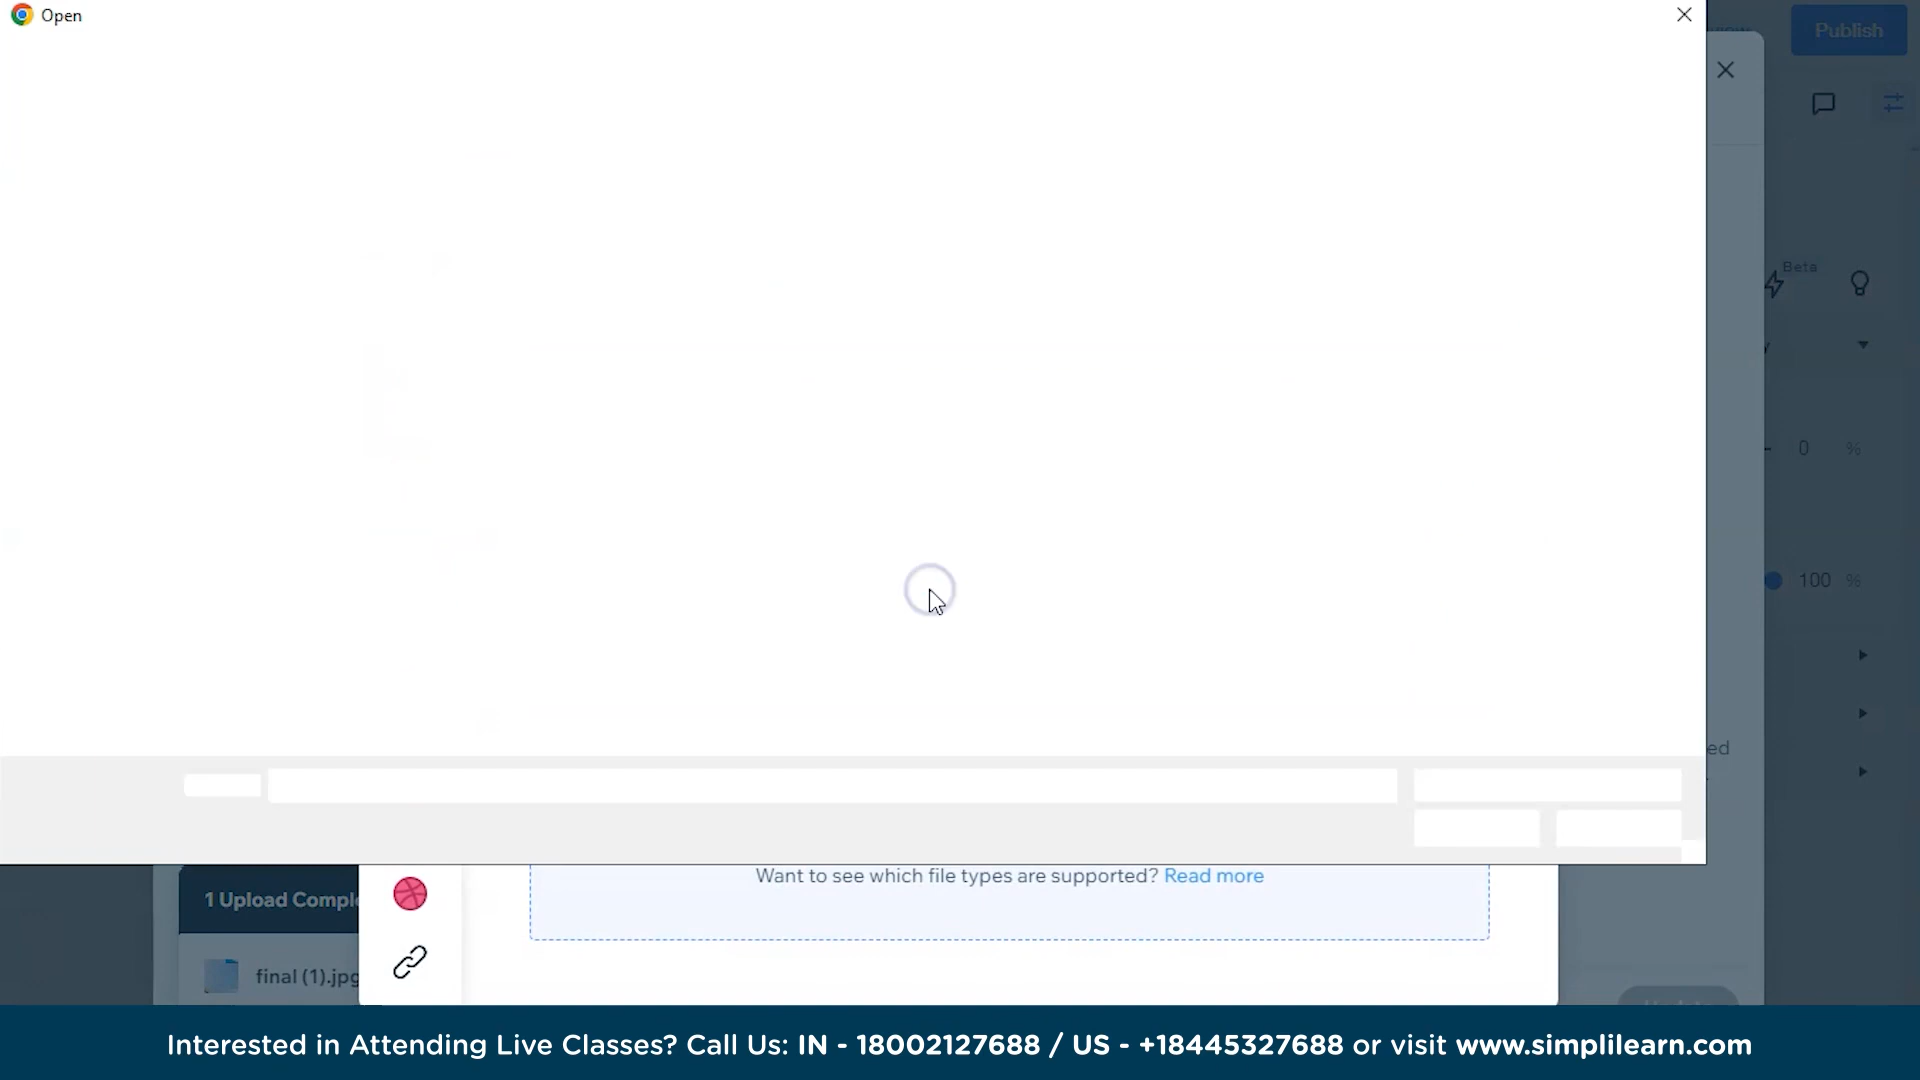 Open
Publish
Beta
0 %
100 %
ed
Want to see which file types are supported? Read more
1 Upload Comple
final (1).jpg
Interested in Attending Live Classes? Call Us: IN - 18002127688 / US - +18445327688 or visit www.simplilearn.com